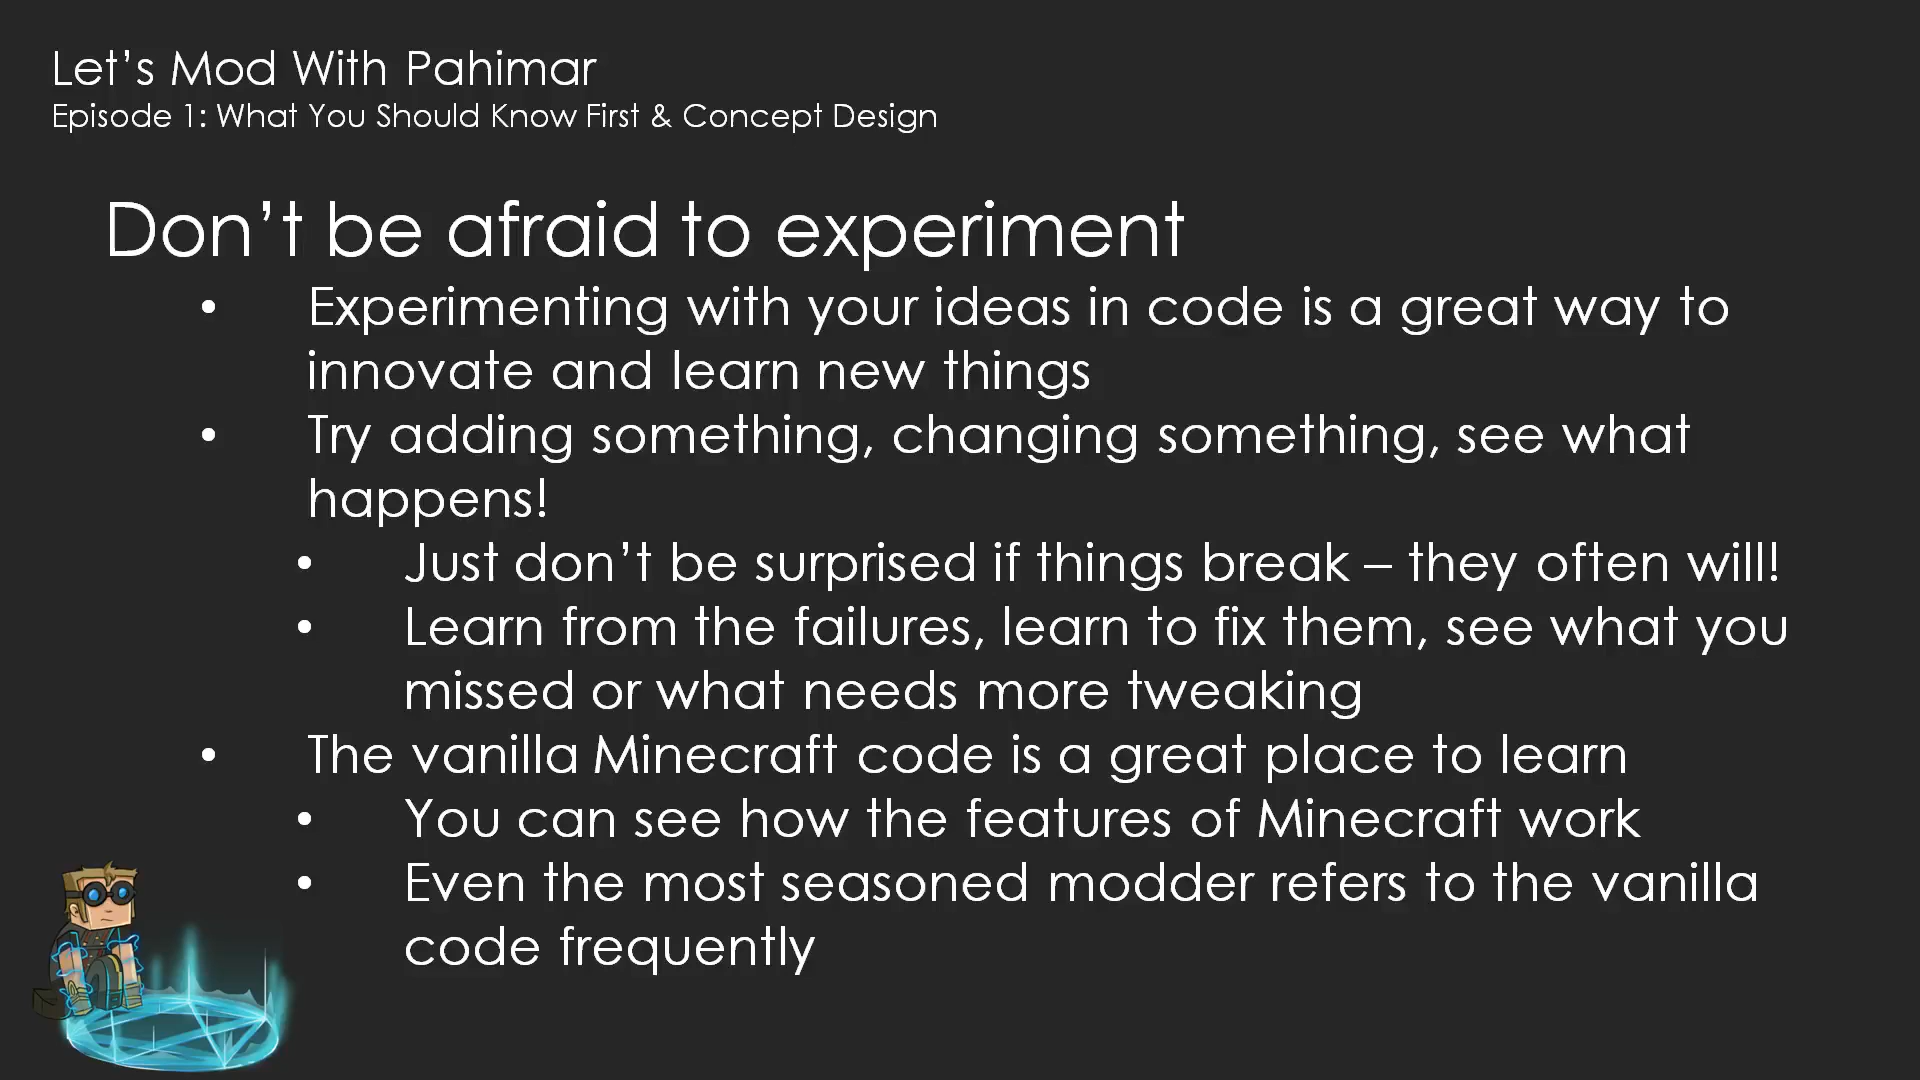 Let’s Mod With Pahimar
Episode 1: What You Should Know First & Concept Design
Don’t be afraid to experiment
• Experimenting with your ideas in code is a great way to
innovate and learn new things
• Try adding something, changing something, see what
happens!
• Just don’t be surprised if things break – they often will!
• Learn from the failures, learn to fix them, see what you
missed or what needs more tweaking
• The vanilla Minecraft code is a great place to learn
• You can see how the features of Minecraft work
• Even the most seasoned modder refers to the vanilla
code frequently